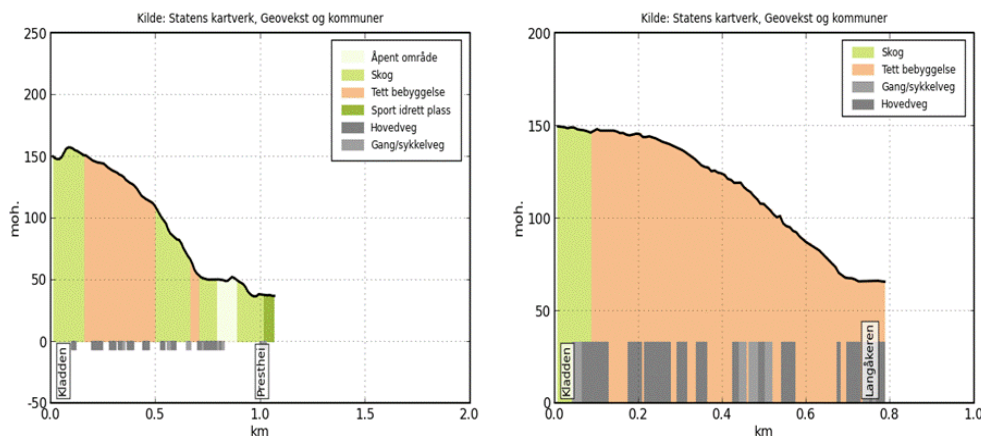 Kilde: Statens kartverk, Geovekst og kommuner
250
200
150
100
50
0
-50
moh.
Åpent område
Skog
Tett bebyggelse
Sport idrett plass
Hovedveg
Gang/sykkelveg
Kladden
Presthei
0.0 0.5 1.0 1.5 2.0
km
Kilde: Statens kartverk, Geovekst og kommuner
200
150
100
50
0
moh.
Skog
Tett bebyggelse
Gang/sykkelveg
Hovedveg
Kladden
Langåkeren
0.0 0.2 0.4 0.6 0.8 1.0
km